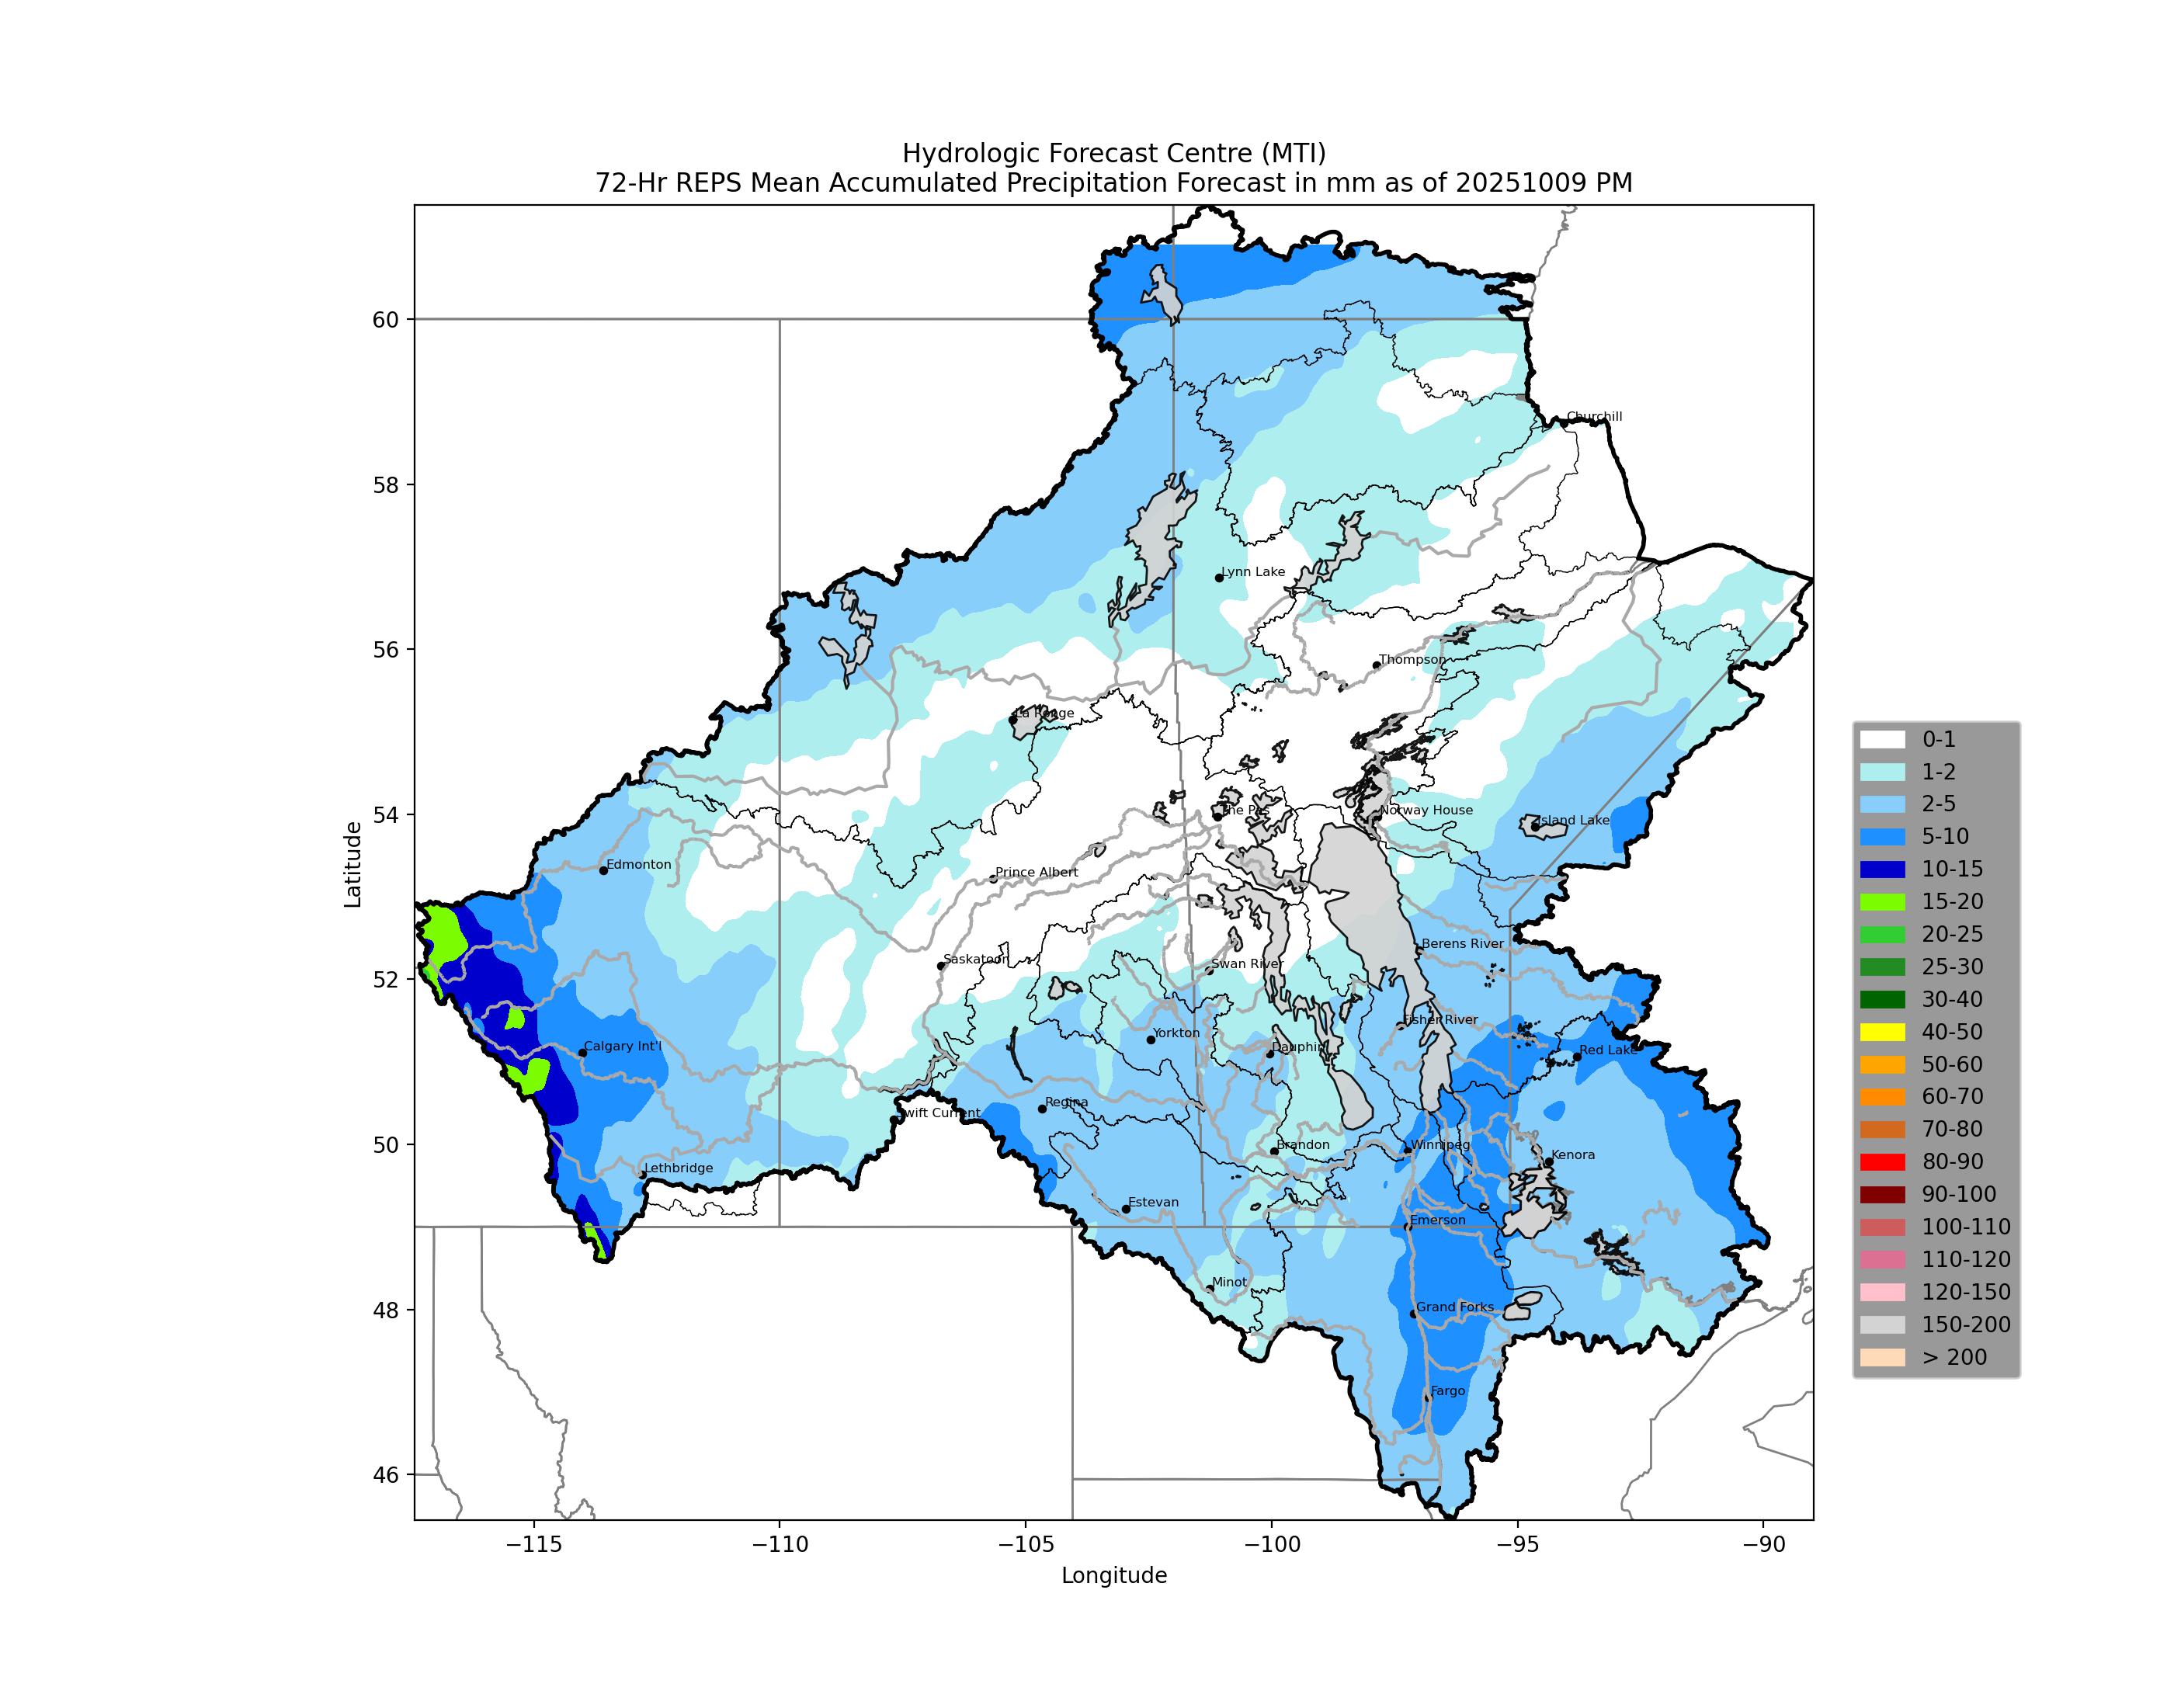 Hydrologic Forecast Centre (MTI)
72-Hr REPS Mean Accumulated Precipitation Forecast in mm as of 20251009 PM
60
58
56
54
52
50
48
46
Latitude
−115
−110
−105
−100
−95
−90
Longitude
Churchill
Lynn Lake
Thompson
La Ronge
The Pas
Norway House
Island Lake
Edmonton
Prince Albert
Saskatoon
Swan River
Berens River
Yorkton
Fisher River
Calgary Int'l
Dauphin
Red Lake
Regina
Swift Current
Brandon
Winnipeg
Kenora
Lethbridge
Estevan
Emerson
Minot
Grand Forks
Fargo
0-1
1-2
2-5
5-10
10-15
15-20
20-25
25-30
30-40
40-50
50-60
60-70
70-80
80-90
90-100
100-110
110-120
120-150
150-200
> 200